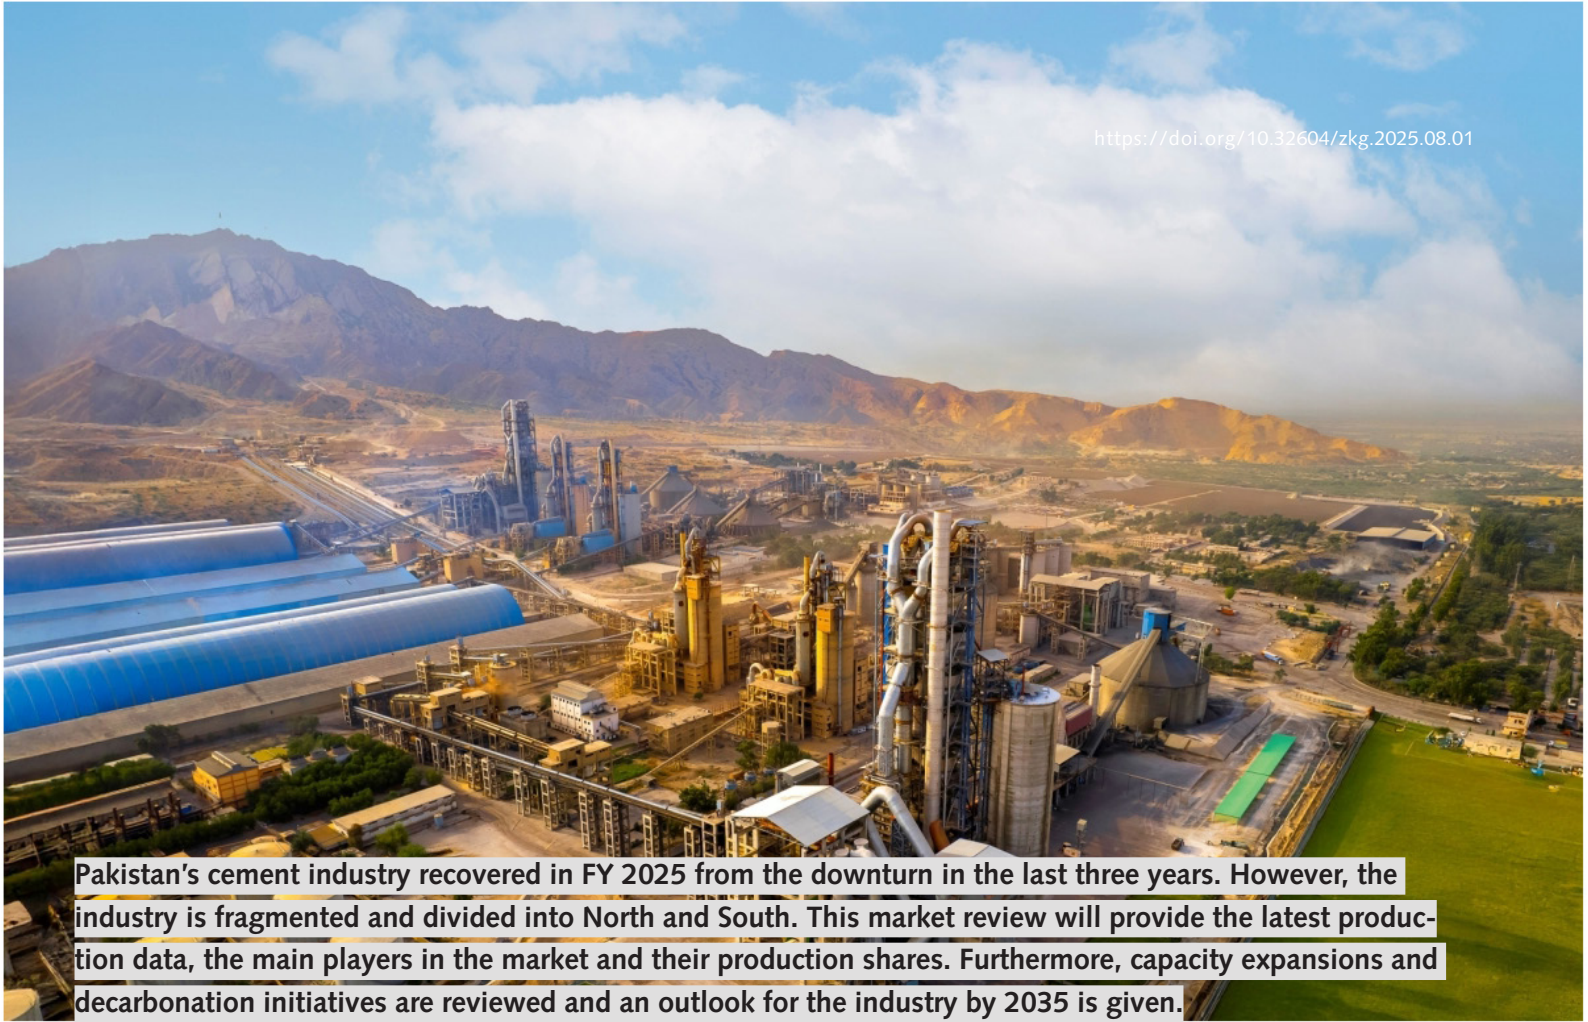 https://doi.org/10.32604/zkg.2025.08.01
Pakistan's cement industry recovered in FY 2025 from the downturn in the last three years. However, the
industry is fragmented and divided into North and South. This market review will provide the latest produc-
tion data, the main players in the market and their production shares. Furthermore, capacity expansions and
decarbonation initiatives are reviewed and an outlook for the industry by 2035 is given.